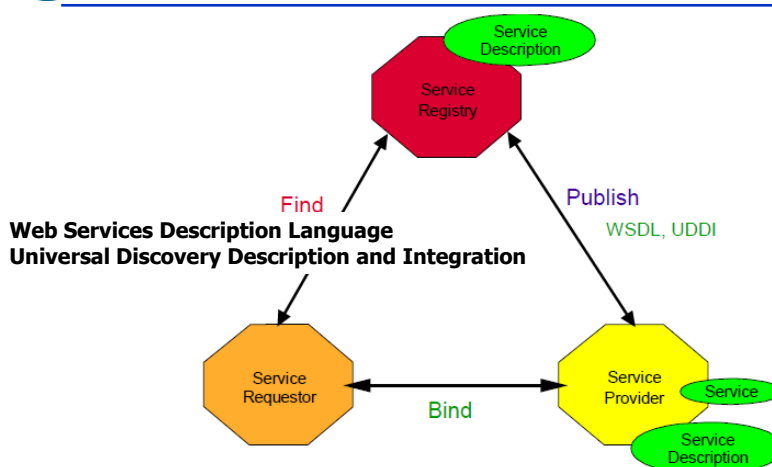 Service
Description
Service
Registry
Find
Publish
Web Services Description Language
WSDL, UDDI
Universal Discovery Description and Integration
Service
Requestor
Bind
Service
Provider
Service
Service
Description